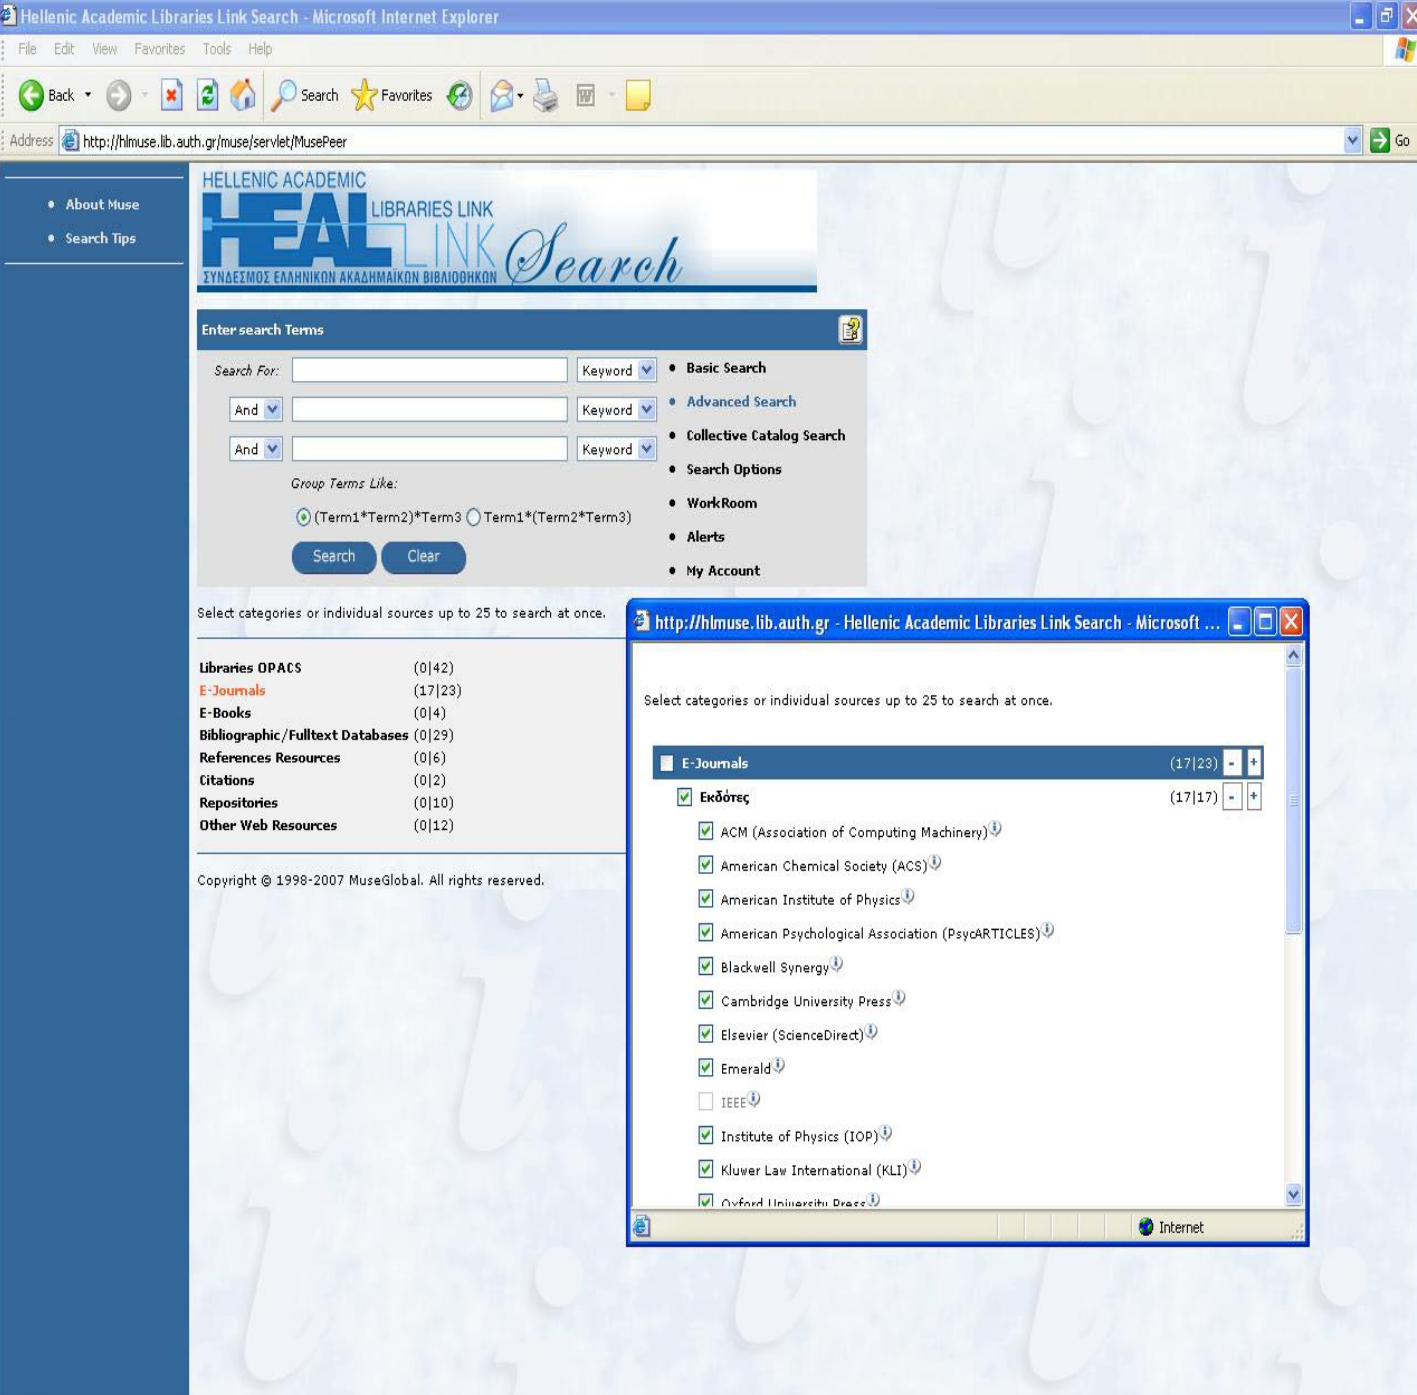 Hellenic Academic Libraries Link Search - Microsoft Internet Explorer
File Edit View Favorites Tools Help
Back Search Favorites
Address http://hlmuse.lib.auth.gr/muse/servlet/MusePeer Go
About Muse
Search Tips
HELLENIC ACADEMIC
LIBRARIES LINK
HEAL LINK Search
ΣΥΝΔΕΣΜΟΣ ΕΛΛΗΝΙΚΩΝ ΑΚΑΔΗΜΑΪΚΩΝ ΒΙΒΛΙΟΘΗΚΩΝ
Enter search Terms
Search For: Keyword
And Keyword
And Keyword
Group Terms Like:
(Term1*Term2)*Term3 Term1*(Term2*Term3)
Search Clear
Basic Search
Advanced Search
Collective Catalog Search
Search Options
WorkRoom
Alerts
My Account
Select categories or individual sources up to 25 to search at once.
Libraries OPACS (0|42)
E-Journals (17|23)
E-Books (0|4)
Bibliographic/Fulltext Databases (0|29)
References Resources (0|6)
Citations (0|2)
Repositories (0|10)
Other Web Resources (0|12)
Copyright © 1998-2007 MuseGlobal. All rights reserved.
http://hlmuse.lib.auth.gr - Hellenic Academic Libraries Link Search - Microsoft ...
Select categories or individual sources up to 25 to search at once.
E-Journals (17|23) - +
Εκδότες (17|17) - +
ACM (Association of Computing Machinery)
American Chemical Society (ACS)
American Institute of Physics
American Psychological Association (PsycARTICLES)
Blackwell Synergy
Cambridge University Press
Elsevier (ScienceDirect)
Emerald
IEEE
Institute of Physics (IOP)
Kluwer Law International (KLI)
Oxford University Press
Internet